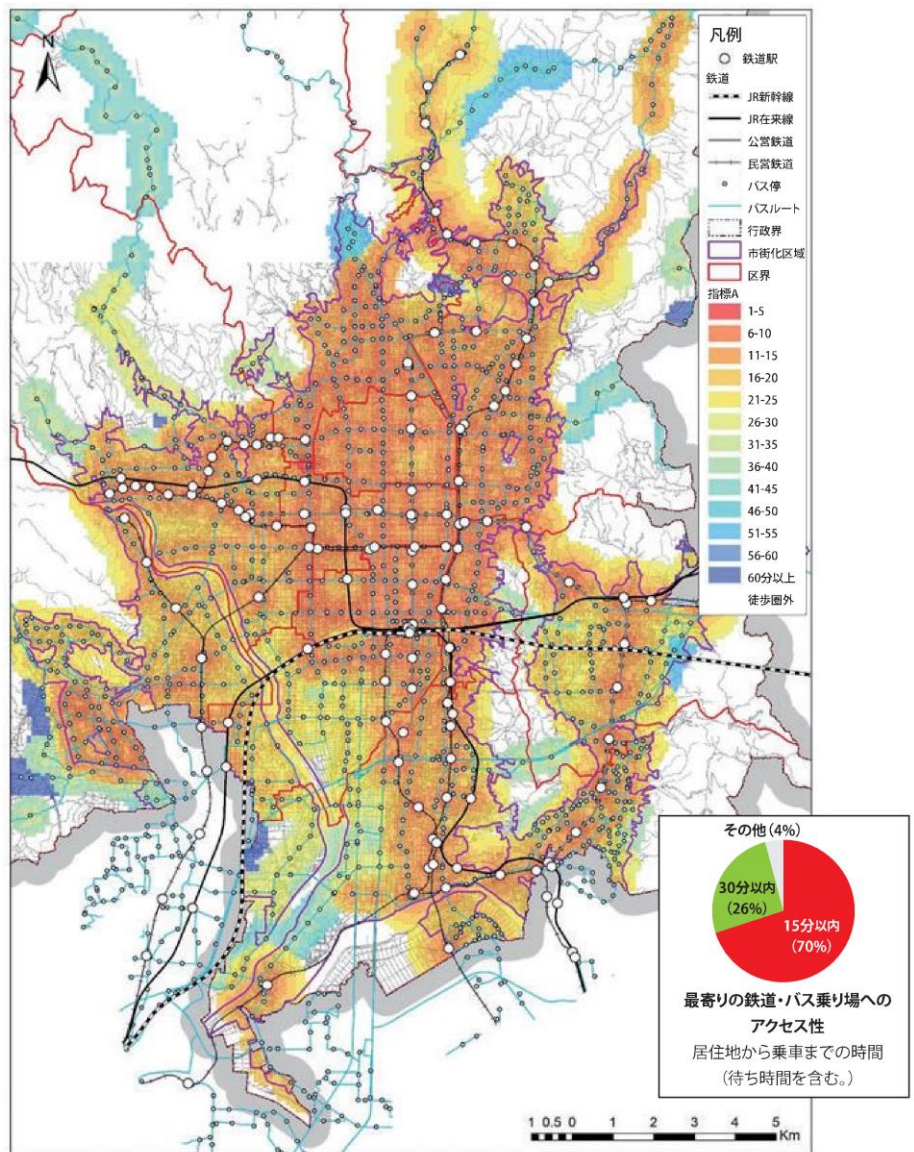 N
凡例
鉄道駅
鉄道
JR新幹線
JR在来線
公営鉄道
民営鉄道
バス停
バスルート
行政界
市街化区域
区界
指標A
1-5
6-10
11-15
16-20
21-25
26-30
31-35
36-40
41-45
46-50
51-55
56-60
60分以上
徒歩圏外
その他(4%)
30分以内
(26%)
15分以内
(70%)
最寄りの鉄道・バス乗り場への
アクセス性
居住地から乗車までの時間
(待ち時間を含む。)
1 0.5 0 1 2 3 4 5
Km